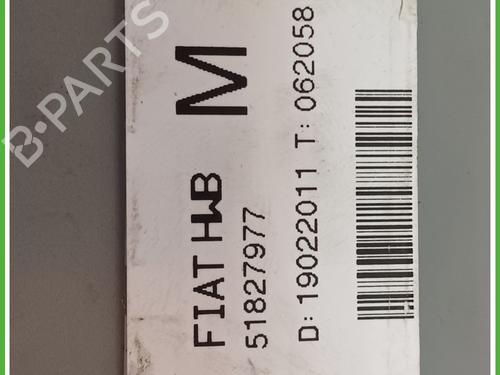 M
FIAT HWB
51827977
D: 19022011 T: 062058
B-PARTS